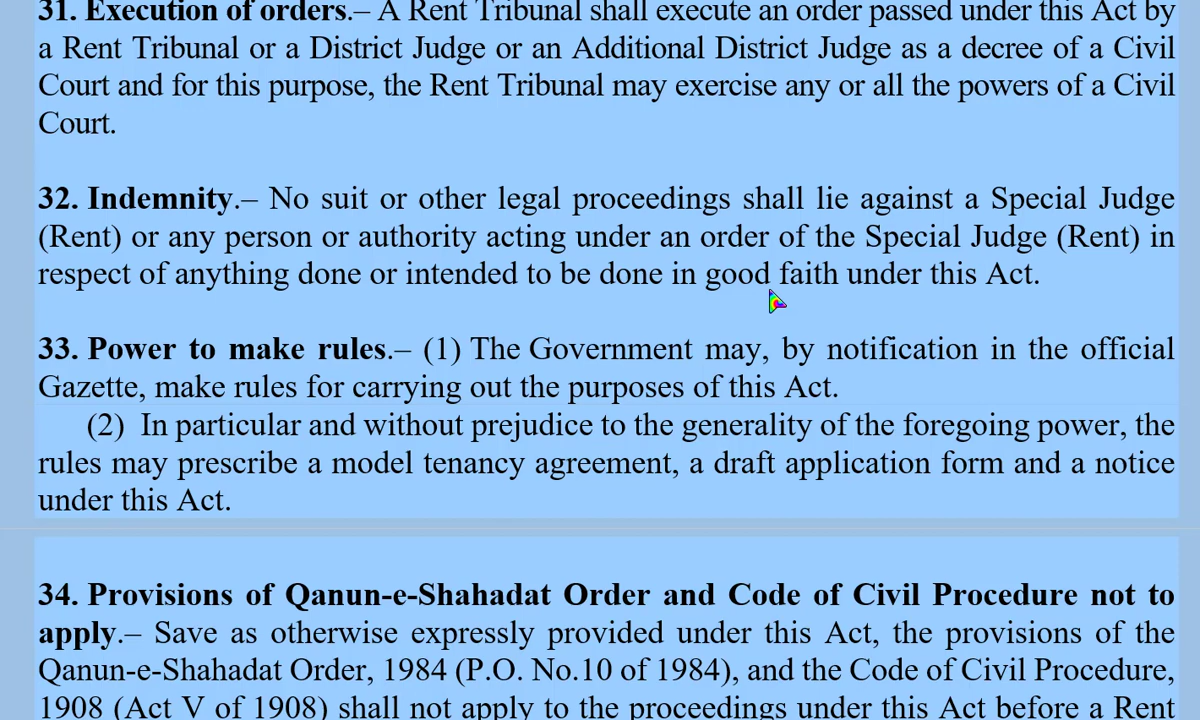 31. Execution of orders.– A Rent Tribunal shall execute an order passed under this Act by
a Rent Tribunal or a District Judge or an Additional District Judge as a decree of a Civil
Court and for this purpose, the Rent Tribunal may exercise any or all the powers of a Civil
Court.
32. Indemnity.– No suit or other legal proceedings shall lie against a Special Judge
(Rent) or any person or authority acting under an order of the Special Judge (Rent) in
respect of anything done or intended to be done in good faith under this Act.
33. Power to make rules.– (1) The Government may, by notification in the official
Gazette, make rules for carrying out the purposes of this Act.
(2) In particular and without prejudice to the generality of the foregoing power, the
rules may prescribe a model tenancy agreement, a draft application form and a notice
under this Act.
34. Provisions of Qanun-e-Shahadat Order and Code of Civil Procedure not to
apply.– Save as otherwise expressly provided under this Act, the provisions of the
Qanun-e-Shahadat Order, 1984 (P.O. No.10 of 1984), and the Code of Civil Procedure,
1908 (Act V of 1908) shall not apply to the proceedings under this Act before a Rent